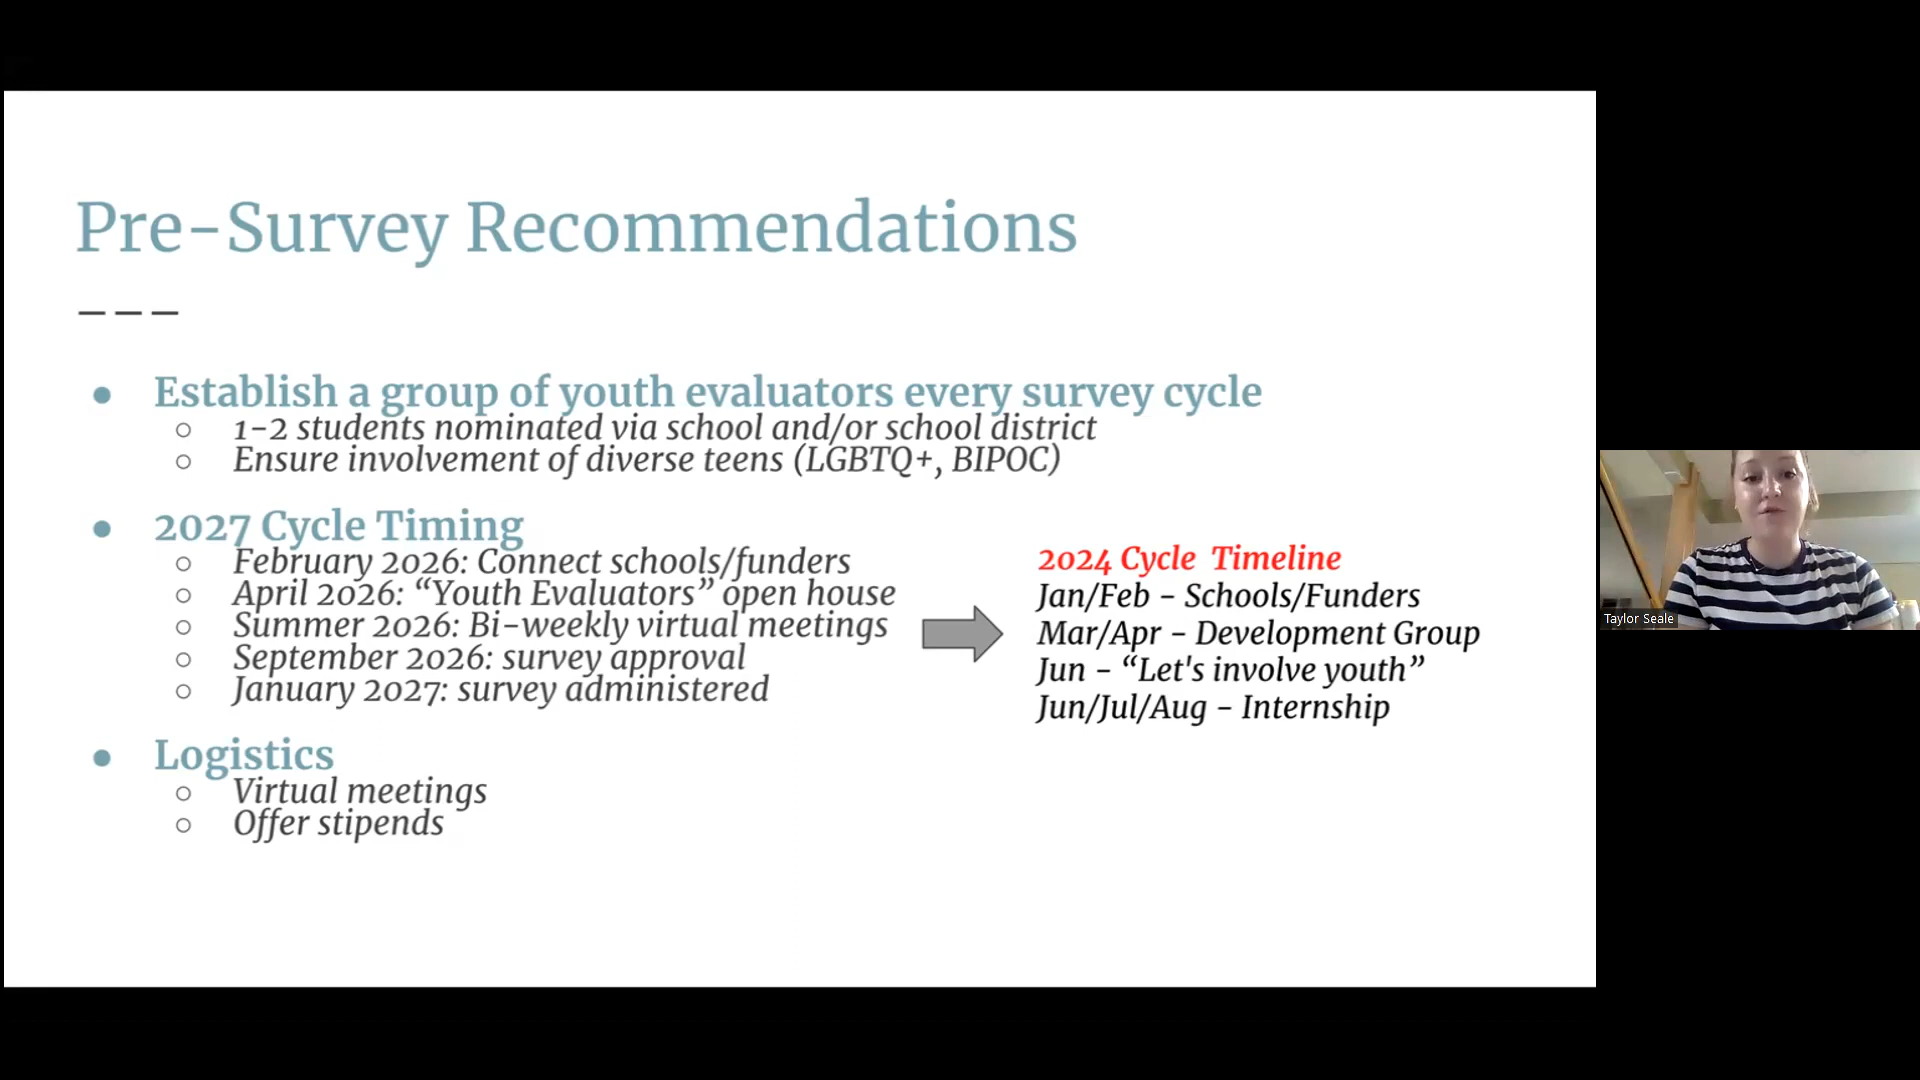 Pre-Survey Recommendations
● Establish a group of youth evaluators every survey cycle
○ 1-2 students nominated via school and/or school district
○ Ensure involvement of diverse teens (LGBTQ+, BIPOC)
● 2027 Cycle Timing
○ February 2026: Connect schools/funders
○ April 2026: “Youth Evaluators” open house
○ Summer 2026: Bi-weekly virtual meetings
○ September 2026: survey approval
○ January 2027: survey administered
2024 Cycle Timeline
Jan/Feb - Schools/Funders
Mar/Apr - Development Group
Jun - “Let's involve youth”
Jun/Jul/Aug - Internship
● Logistics
○ Virtual meetings
○ Offer stipends
Taylor Seale